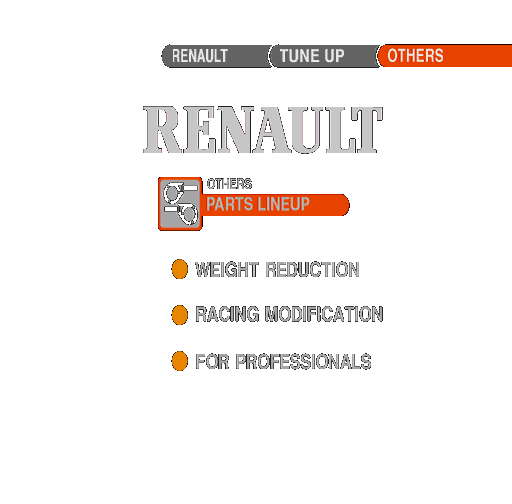 RENAULT TUNE UP OTHERS
RENAULT
OTHERS
PARTS LINEUP
WEIGHT REDUCTION
RACING MODIFICATION
FOR PROFESSIONALS